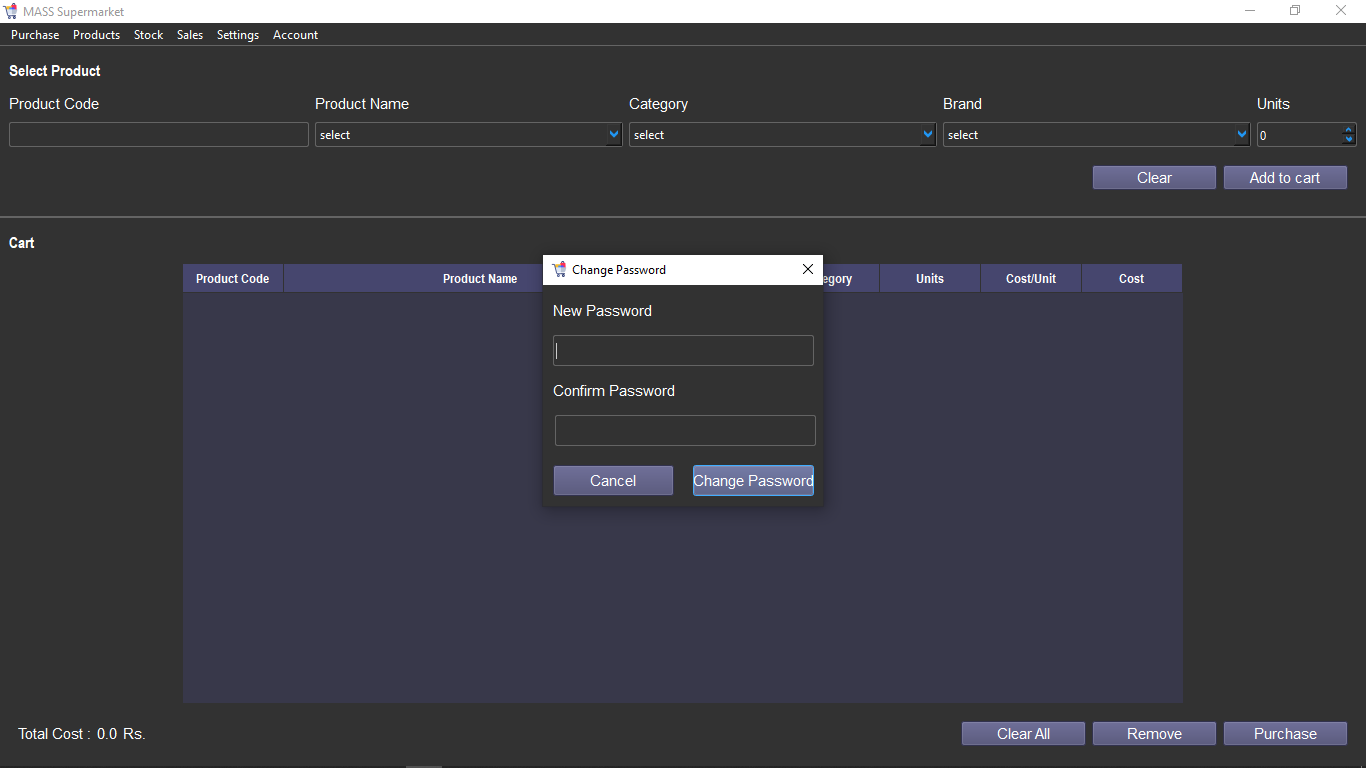 MASS Supermarket
Purchase Products Stock Sales Settings Account
Select Product
Product Code Product Name Category Brand Units
select select select 0
Clear Add to cart
Cart
Product Code Product Name egory Units Cost/Unit Cost
Change Password
New Password
Confirm Password
Cancel Change Password
Total Cost : 0.0 Rs. Clear All Remove Purchase